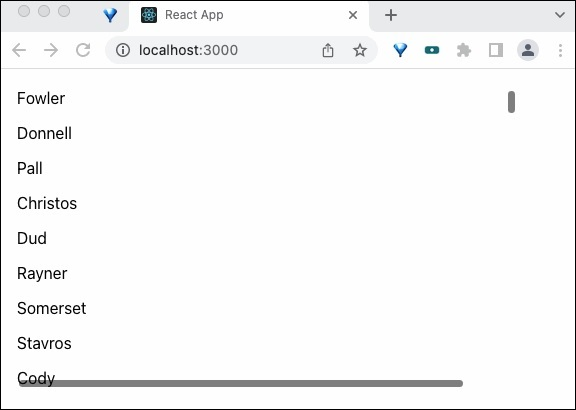 React App
localhost:3000
Fowler
Donnell
Pall
Christos
Dud
Rayner
Somerset
Stavros
Cody